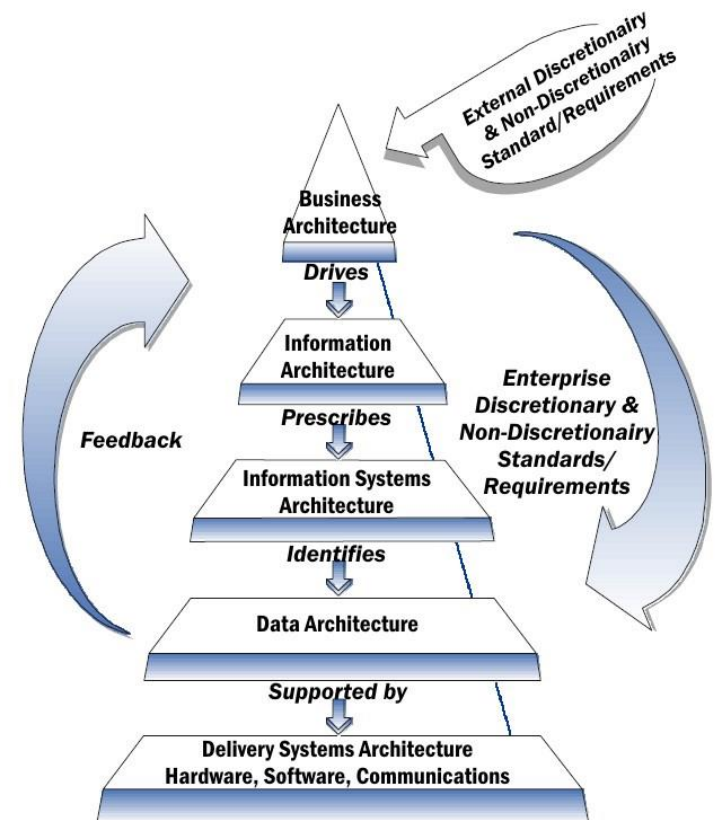 External Discretionairy
& Non-Discretionairy
Standard/Requirements
Business
Architecture
Drives
Information
Architecture
Prescribes
Feedback
Enterprise
Discretionary &
Non-Discretionairy
Standards/
Requirements
Information Systems
Architecture
Identifies
Data Architecture
Supported by
Delivery Systems Architecture
Hardware, Software, Communications